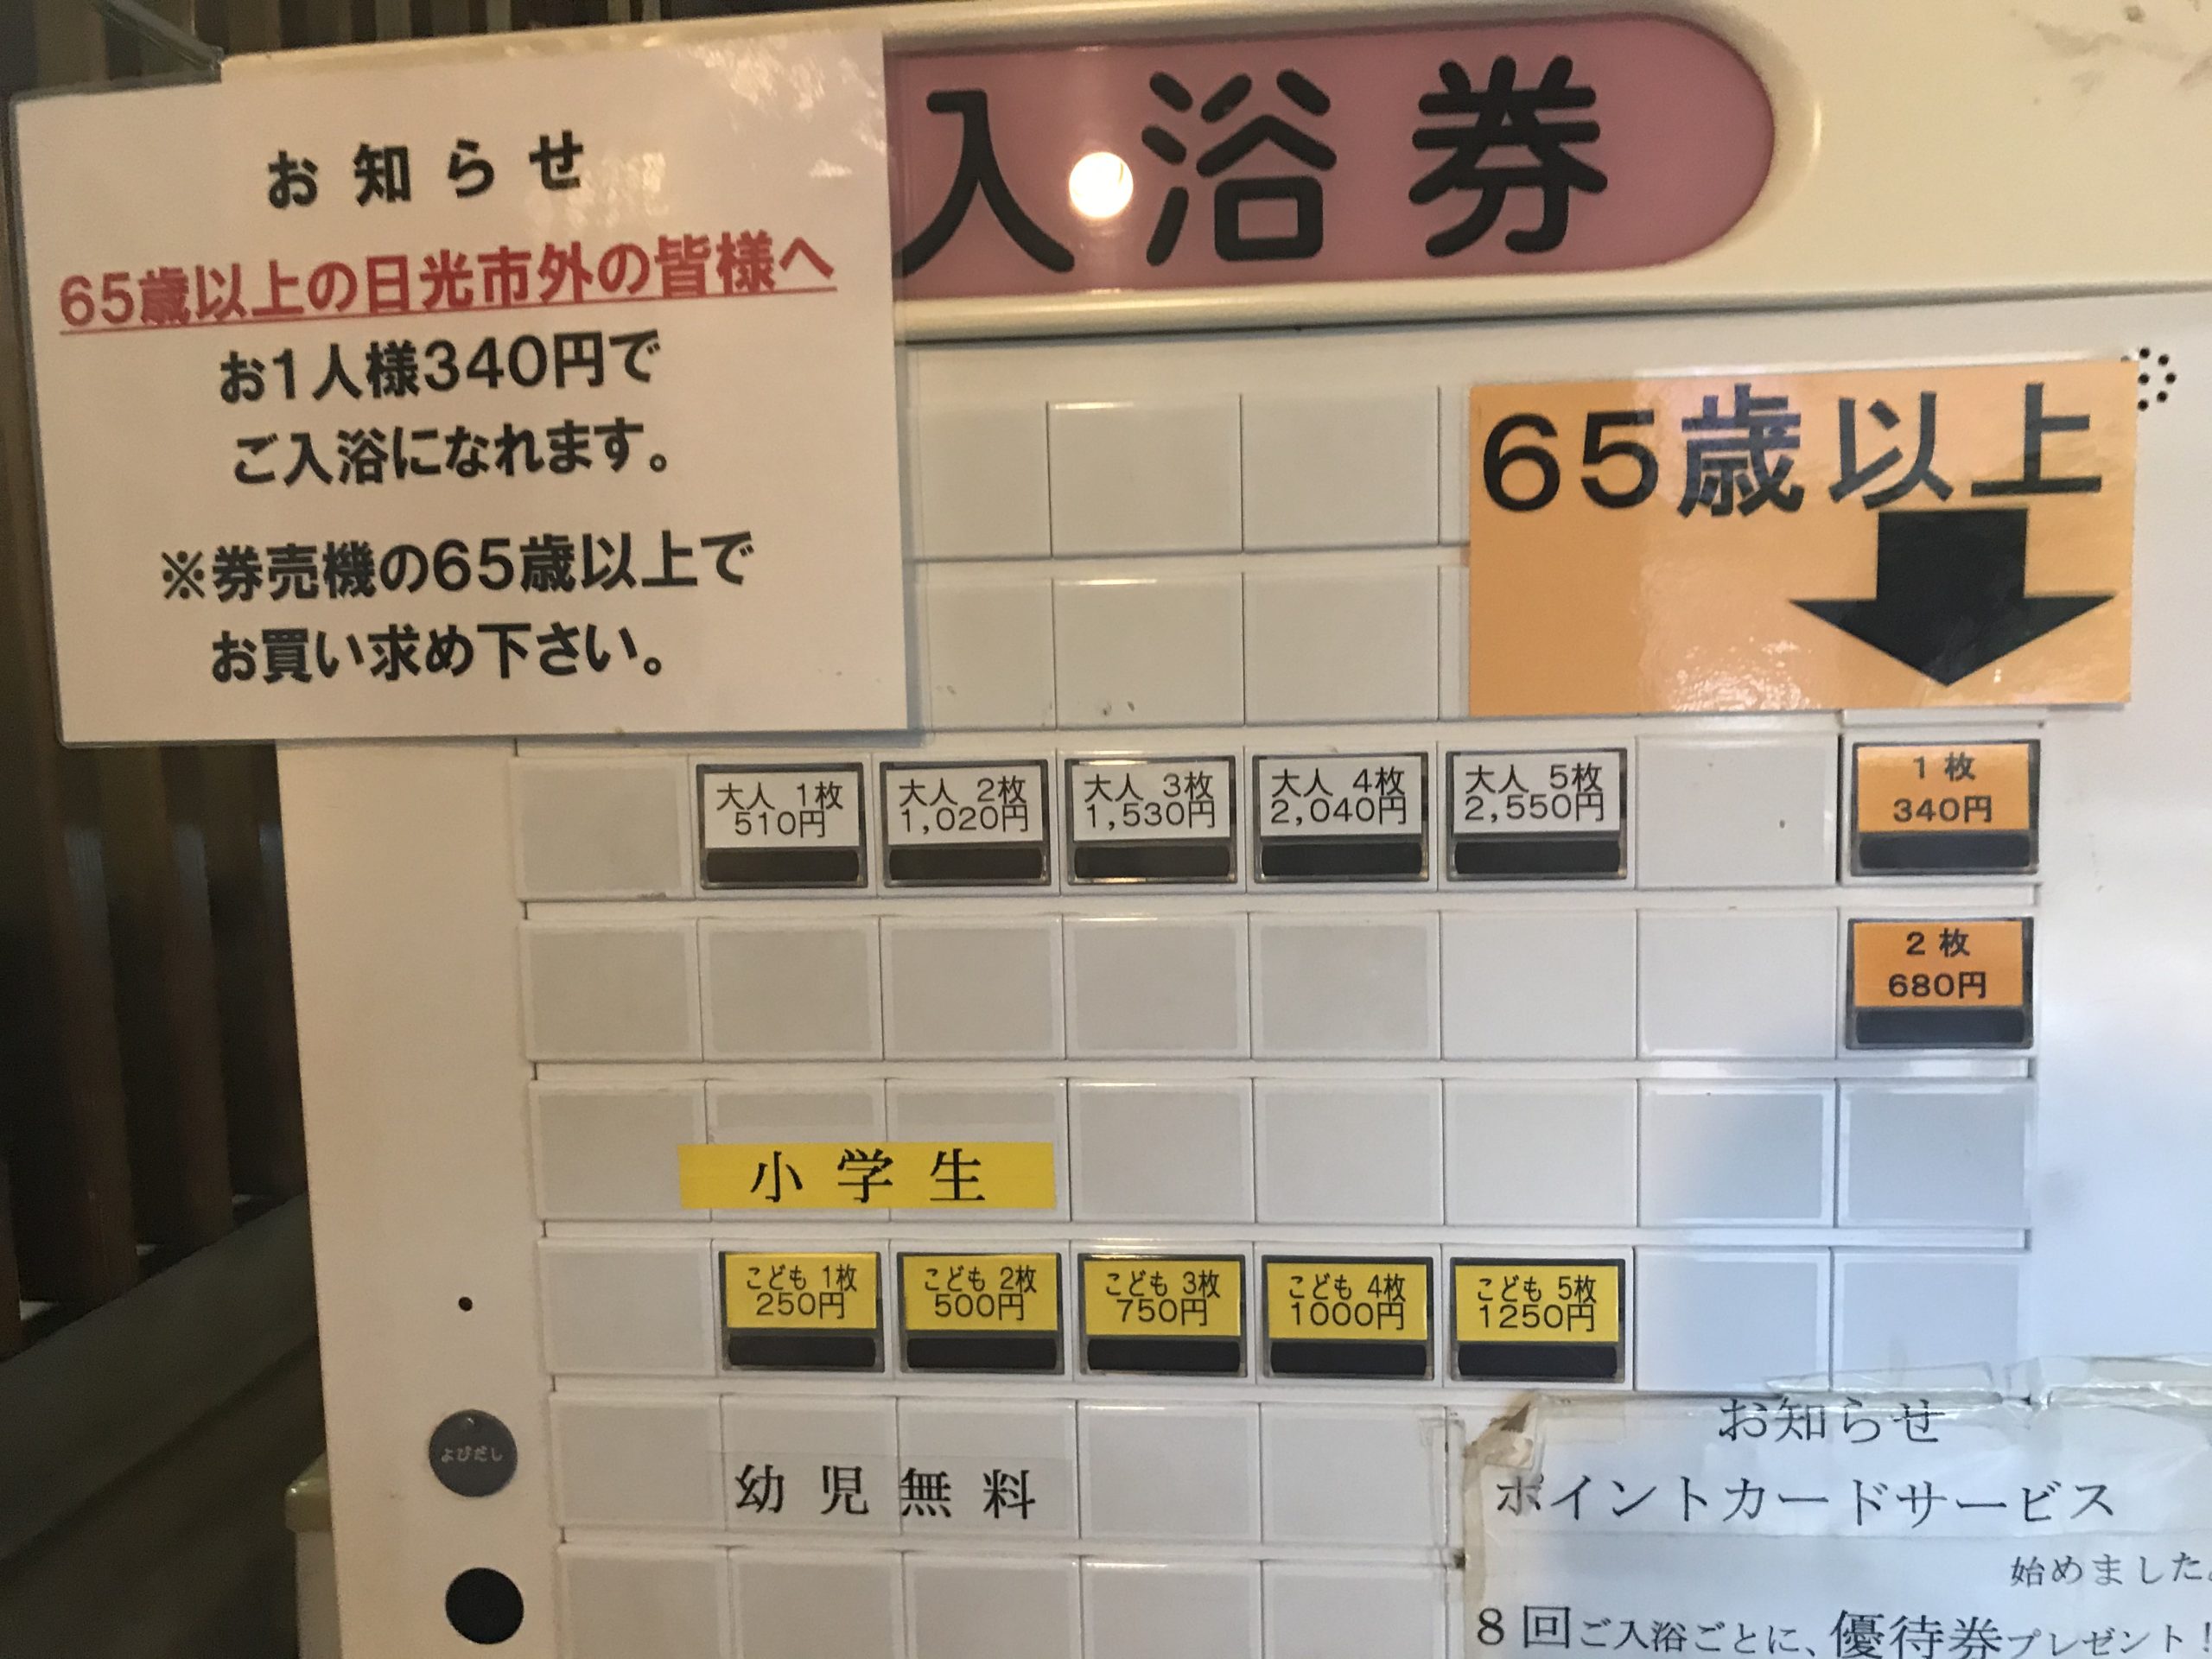 入浴券
お知らせ
65歳以上の日光市外の皆様へ
お1人様340円で
ご入浴になれます。
※券売機の65歳以上で
お買い求め下さい。
65歳以上
大人 1枚
510円
大人 2枚
1,020円
大人 3枚
1,530円
大人 4枚
2,040円
大人 5枚
2,550円
1枚
340円
2枚
680円
小学生
こども 1枚
250円
こども 2枚
500円
こども 3枚
750円
こども 4枚
1000円
こども 5枚
1250円
よびだし
幼児無料
お知らせ
ポイントカードサービス
始めました。
8回ご入浴ごとに、優待券プレゼント!